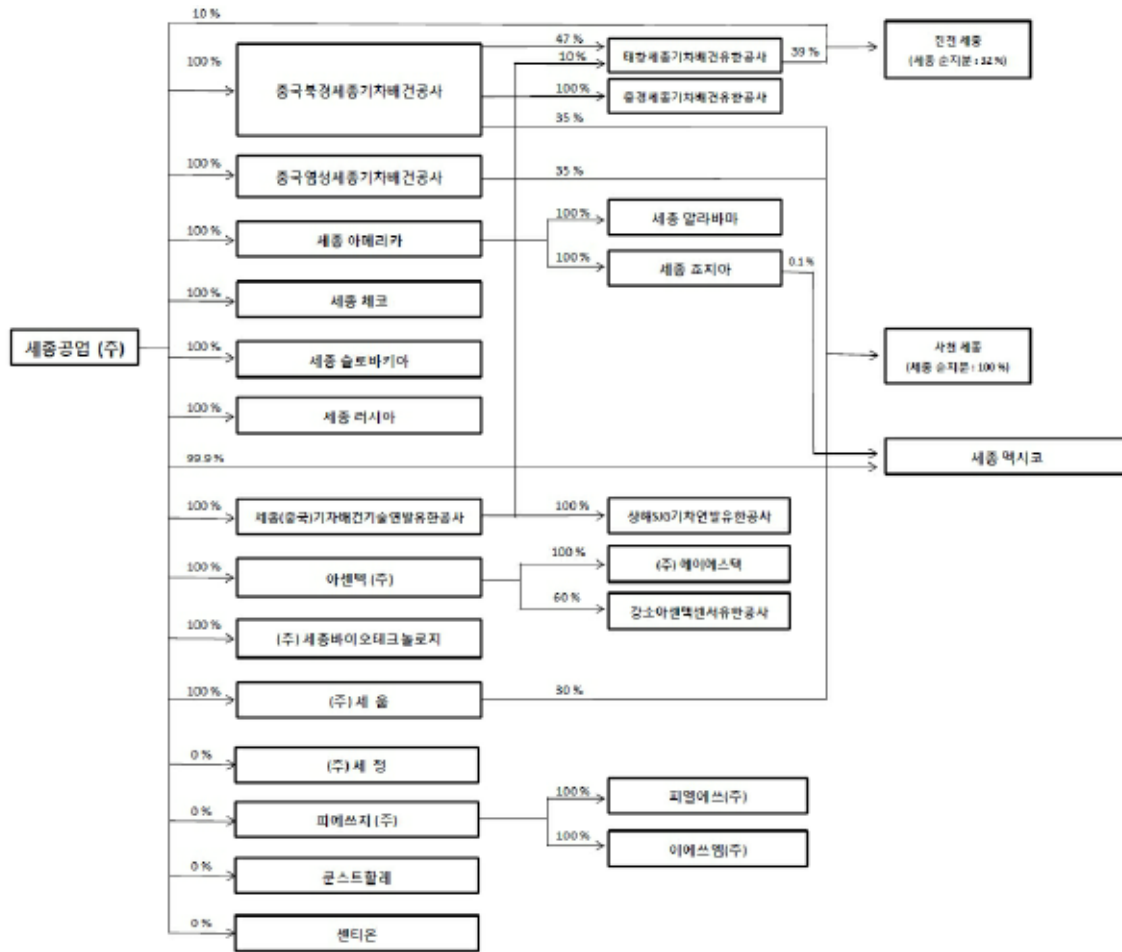 10 %
47 %
태창세종기차배건유한공사
39 %
전전 세종
(세종 순지분 : 32 %)
100 %
중국북경세종기차배건공사
10 %
100 %
중경세종기차배건유한공사
35 %
100 %
중국염성세종기차배건공사
35 %
100 %
세종 알라바마
100 %
세종 아메리카
100 %
세종 죠지아
0.1 %
100 %
세종 체코
세종공업 (주)
사천 세종
(세종 순지분 : 100 %)
100 %
세종 슬로바키아
100 %
세종 러시아
99.9 %
세종 멕시코
100 %
세종(중국)기차배건기술연발유한공사
100 %
상해SJG기차연발유한공사
100 %
아센텍 (주)
100 %
(주) 에이에스텍
60 %
강소아센텍센서유한공사
100 %
(주) 세종바이오테크놀로지
100 %
(주) 세 움
30 %
0 %
(주) 세 정
100 %
피엘에쓰(주)
0 %
피에쓰지 (주)
100 %
이에쓰엠(주)
0 %
쿤스트할레
0 %
센티온